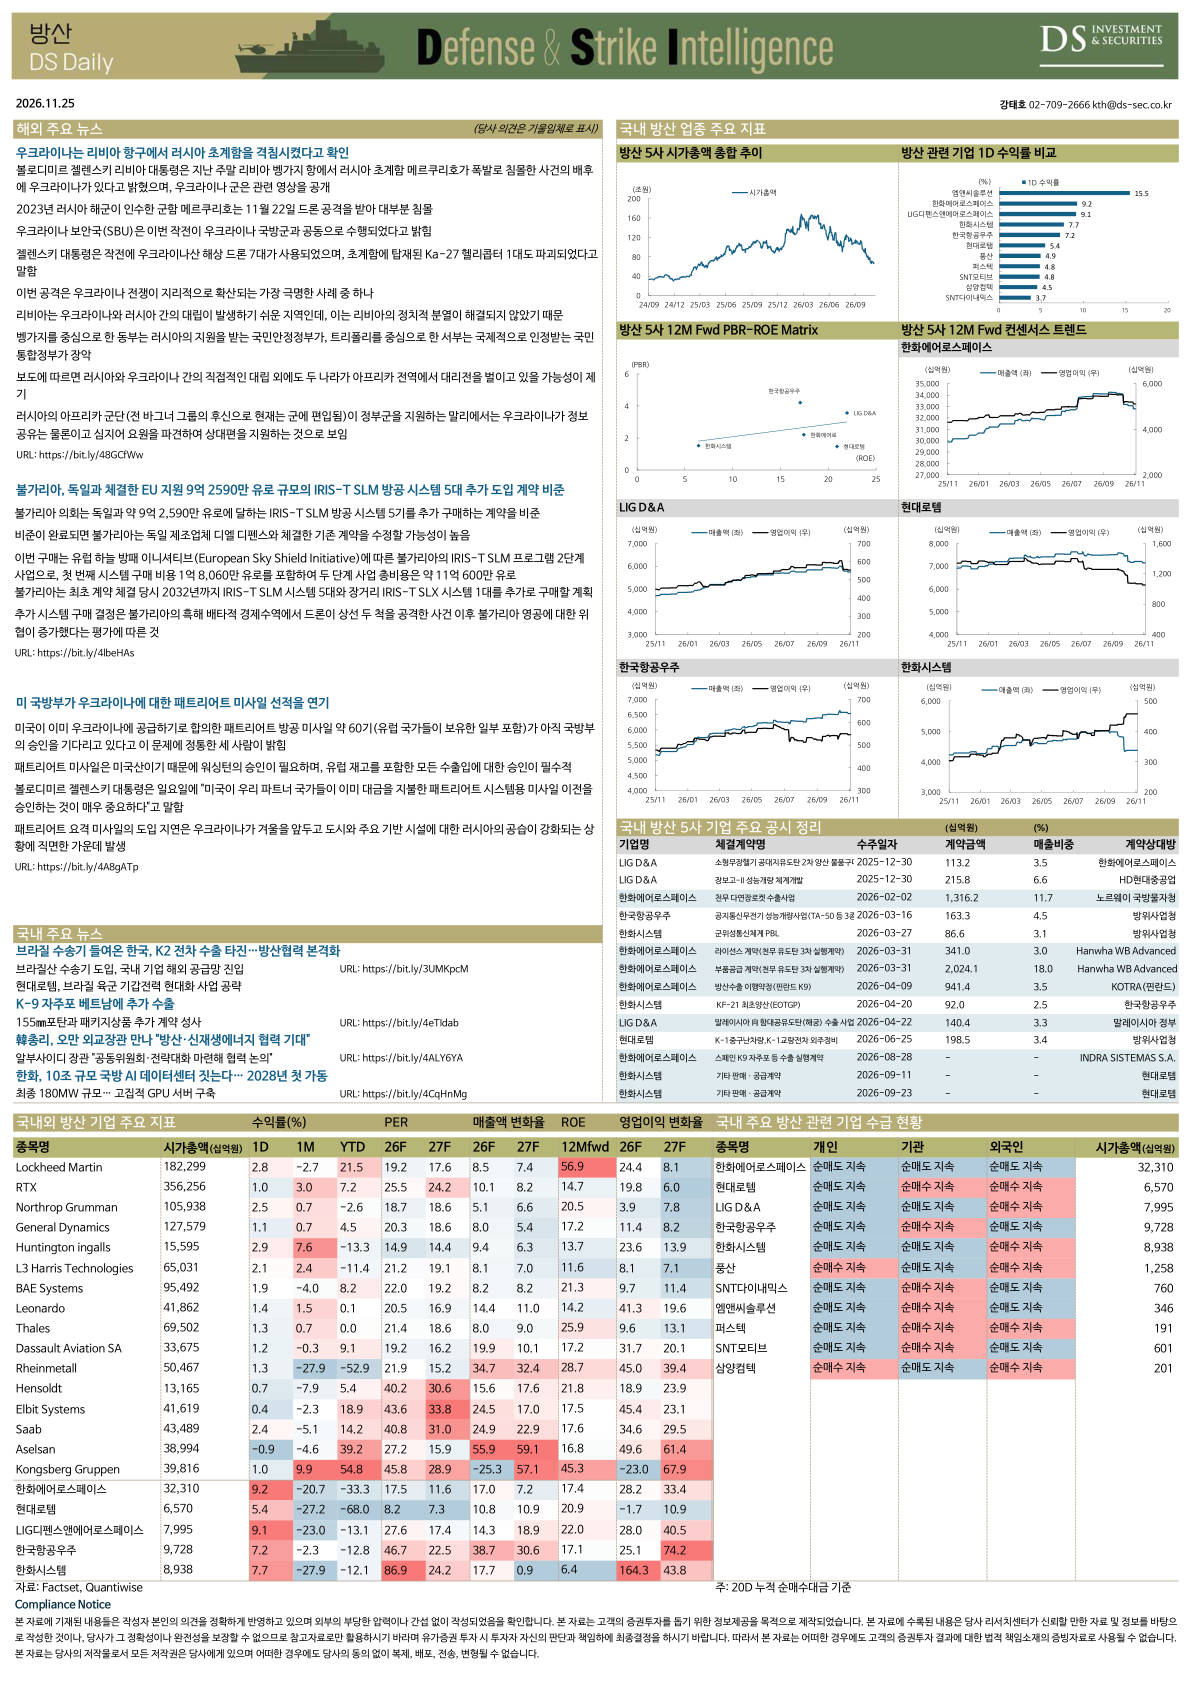 방산
DS Daily
Defense & Strike Intelligence
DS INVESTMENT & SECURITIES
2026.11.25
강태호 02-709-2666 kth@ds-sec.co.kr
해외 주요 뉴스
(당사 의견은 기울임체로 표시)
우크라이나는 리비아 항구에서 러시아 초계함을 격침시켰다고 확인
볼로디미르 젤렌스키 리비아 대통령은 지난 주말 리비아 벵가지 항에서 러시아 초계함 메르쿠리호가 폭발로 침몰한 사건의 배후
에 우크라이나가 있다고 밝혔으며, 우크라이나 군은 관련 영상을 공개
2023년 러시아 해군이 인수한 군함 메르쿠리호는 11월 22일 드론 공격을 받아 대부분 침몰
우크라이나 보안국(SBU)은 이번 작전이 우크라이나 국방군과 공동으로 수행되었다고 밝힘
젤렌스키 대통령은 작전에 우크라이나산 해상 드론 7대가 사용되었으며, 초계함에 탑재된 Ka-27 헬리콥터 1대도 파괴되었다고
말함
이번 공격은 우크라이나 전쟁이 지리적으로 확산되는 가장 극명한 사례 중 하나
리비아는 우크라이나와 러시아 간의 대립이 발생하기 쉬운 지역인데, 이는 리비아의 정치적 분열이 해결되지 않았기 때문
벵가지를 중심으로 한 동부는 러시아의 지원을 받는 국민안정정부가, 트리폴리를 중심으로 한 서부는 국제적으로 인정받는 국민
통합정부가 장악
보도에 따르면 러시아와 우크라이나 간의 직접적인 대립 외에도 두 나라가 아프리카 전역에서 대리전을 벌이고 있을 가능성이 제
기
러시아의 아프리카 군단(전 바그너 그룹의 후신으로 현재는 군에 편입됨)이 정부군을 지원하는 말리에서는 우크라이나가 정보
공유는 물론이고 심지어 요원을 파견하여 상대편을 지원하는 것으로 보임
URL: https://bit.ly/48GCfWw
불가리아, 독일과 체결한 EU 지원 9억 2590만 유로 규모의 IRIS-T SLM 방공 시스템 5대 추가 도입 계약 비준
불가리아 의회는 독일과 약 9억 2,590만 유로에 달하는 IRIS-T SLM 방공 시스템 5기를 추가 구매하는 계약을 비준
비준이 완료되면 불가리아는 독일 제조업체 디엘 디펜스와 체결한 기존 계약을 수정할 가능성이 높음
이번 구매는 유럽 하늘 방패 이니셔티브(European Sky Shield Initiative)에 따른 불가리아의 IRIS-T SLM 프로그램 2단계
사업으로, 첫 번째 시스템 구매 비용 1억 8,060만 유로를 포함하여 두 단계 사업 총비용은 약 11억 600만 유로
불가리아는 최초 계약 체결 당시 2032년까지 IRIS-T SLM 시스템 5대와 장거리 IRIS-T SLX 시스템 1대를 추가로 구매할 계획
추가 시스템 구매 결정은 불가리아의 흑해 배타적 경제수역에서 드론이 상선 두 척을 공격한 사건 이후 불가리아 영공에 대한 위
협이 증가했다는 평가에 따른 것
URL: https://bit.ly/4lbeHAs
미 국방부가 우크라이나에 대한 패트리어트 미사일 선적을 연기
미국이 이미 우크라이나에 공급하기로 합의한 패트리어트 방공 미사일 약 60기(유럽 국가들이 보유한 일부 포함)가 아직 국방부
의 승인을 기다리고 있다고 이 문제에 정통한 세 사람이 밝힘
패트리어트 미사일은 미국산이기 때문에 워싱턴의 승인이 필요하며, 유럽 재고를 포함한 모든 수출입에 대한 승인이 필수적
볼로디미르 젤렌스키 대통령은 일요일에 "미국이 우리 파트너 국가들이 이미 대금을 지불한 패트리어트 시스템용 미사일 이전을
승인하는 것이 매우 중요하다"고 말함
패트리어트 요격 미사일의 도입 지연은 우크라이나가 겨울을 앞두고 도시와 주요 기반 시설에 대한 러시아의 공습이 강화되는 상
황에 직면한 가운데 발생
URL: https://bit.ly/4A8gATp
국내 주요 뉴스
브라질 수송기 들여온 한국, K2 전차 수출 타진…방산협력 본격화
브라질산 수송기 도입, 국내 기업 해외 공급망 진입 URL: https://bit.ly/3UMKpcM
현대로템, 브라질 육군 기갑전력 현대화 사업 공략
K-9 자주포 베트남에 추가 수출
155㎜포탄과 패키지상품 추가 계약 성사 URL: https://bit.ly/4eTIdab
韓총리, 오만 외교장관 만나 "방산·신재생에너지 협력 기대"
알부사이디 장관 "공동위원회·전략대화 마련해 협력 논의" URL: https://bit.ly/4ALY6YA
한화, 10조 규모 국방 AI 데이터센터 짓는다… 2028년 첫 가동
최종 180MW 규모… 고집적 GPU 서버 구축 URL: https://bit.ly/4CqHnMg
국내 방산 업종 주요 지표
방산 5사 시가총액 총합 추이
(조원)
시가총액
200
160
120
80
40
0
24/09 24/12 25/03 25/06 25/09 25/12 26/03 26/06 26/09
방산 관련 기업 1D 수익률 비교
(%) 1D 수익률
엠앤씨솔루션 15.5
한화에어로스페이스 9.2
LIG디펜스앤에어로스페이스 9.1
한화시스템 7.7
한국항공우주 7.2
현대로템 5.4
풍산 4.9
퍼스텍 4.8
SNT모티브 4.8
삼양컴텍 4.5
SNT다이내믹스 3.7
0 5 10 15 20
방산 5사 12M Fwd PBR-ROE Matrix
(PBR)
6
4
2
0
한국항공우주
LIG D&A
한화에어로
한화시스템
현대로템
(ROE)
0 5 10 15 20 25
방산 5사 12M Fwd 컨센서스 트렌드
한화에어로스페이스
(십억원) 매출액 (좌) 영업이익 (우) (십억원)
35,000 6,000
34,000
33,000
32,000
31,000 4,000
30,000
29,000
28,000
27,000 2,000
25/11 26/01 26/03 26/05 26/07 26/09 26/11
LIG D&A
(십억원) 매출액 (좌) 영업이익 (우) (십억원)
7,000 700
6,000 600
500
5,000 400
4,000 300
3,000 200
25/11 26/01 26/03 26/05 26/07 26/09 26/11
현대로템
(십억원) 매출액 (좌) 영업이익 (우) (십억원)
8,000 1,600
7,000 1,200
6,000
5,000 800
4,000 400
25/11 26/01 26/03 26/05 26/07 26/09 26/11
한국항공우주
(십억원) 매출액 (좌) 영업이익 (우) (십억원)
7,000 700
6,500
6,000 600
5,500 500
5,000
4,500 400
4,000 300
25/11 26/01 26/03 26/05 26/07 26/09 26/11
한화시스템
(십억원) 매출액 (좌) 영업이익 (우) (십억원)
6,000 500
5,000 400
4,000 300
3,000 200
25/11 26/01 26/03 26/05 26/07 26/09 26/11
국내 방산 5사 기업 주요 공시 정리 (십억원) (%)
기업명 체결계약명 수주일자 계약금액 매출비중 계약상대방
LIG D&A 소형무장헬기 공대지유도탄 2차 양산 물품구 2025-12-30 113.2 3.5 한화에어로스페이스
LIG D&A 장보고-II 성능개량 체계개발 2025-12-30 215.8 6.6 HD현대중공업
한화에어로스페이스 천무 다연장로켓 수출사업 2026-02-02 1,316.2 11.7 노르웨이 국방물자청
한국항공우주 공지통신무전기 성능개량사업(TA-50 등 3종 2026-03-16 163.3 4.5 방위사업청
한화시스템 군위성통신체계 PBL 2026-03-27 86.6 3.1 방위사업청
한화에어로스페이스 라이선스 계약(천무 유도탄 3차 실행계약) 2026-03-31 341.0 3.0 Hanwha WB Advanced
한화에어로스페이스 부품공급 계약(천무 유도탄 3차 실행계약) 2026-03-31 2,024.1 18.0 Hanwha WB Advanced
한화에어로스페이스 방산수출 이행약정(핀란드 K9) 2026-04-09 941.4 3.5 KOTRA(핀란드)
한화시스템 KF-21 최초양산(EOTGP) 2026-04-20 92.0 2.5 한국항공우주
LIG D&A 말레이시아 向 함대공유도탄(해궁) 수출 사업 2026-04-22 140.4 3.3 말레이시아 정부
현대로템 K-1중구난차량,K-1교량전차 외주정비 2026-06-25 198.5 3.4 방위사업청
한화에어로스페이스 스페인 K9 자주포 등 수출 실행계약 2026-08-28 - - INDRA SISTEMAS S.A.
한화시스템 기타 판매ㆍ공급계약 2026-09-11 - - 현대로템
한화시스템 기타 판매ㆍ공급계약 2026-09-23 - - 현대로템
국내외 방산 기업 주요 지표 수익률(%) PER 매출액 변화율 ROE 영업이익 변화율
종목명 시가총액(십억원) 1D 1M YTD 26F 27F 26F 27F 12Mfwd 26F 27F
Lockheed Martin 182,299 2.8 -2.7 21.5 19.2 17.6 8.5 7.4 56.9 24.4 8.1
RTX 356,256 1.0 3.0 7.2 25.5 24.2 10.1 8.2 14.7 19.8 6.0
Northrop Grumman 105,938 2.5 0.7 -2.6 18.7 18.6 5.1 6.6 20.5 3.9 7.8
General Dynamics 127,579 1.1 0.7 4.5 20.3 18.6 8.0 5.4 17.2 11.4 8.2
Huntington ingalls 15,595 2.9 7.6 -13.3 14.9 14.4 9.4 6.3 13.7 23.6 13.9
L3 Harris Technologies 65,031 2.1 2.4 -11.4 21.2 19.1 8.1 7.0 11.6 8.1 7.1
BAE Systems 95,492 1.9 -4.0 8.2 22.0 19.2 8.2 8.2 21.3 9.7 11.4
Leonardo 41,862 1.4 1.5 0.1 20.5 16.9 14.4 11.0 14.2 41.3 19.6
Thales 69,502 1.3 0.7 0.0 21.4 18.6 8.0 9.0 25.9 9.6 13.1
Dassault Aviation SA 33,675 1.2 -0.3 9.1 19.2 16.2 19.9 10.1 17.2 31.7 20.1
Rheinmetall 50,467 1.3 -27.9 -52.9 21.9 15.2 34.7 32.4 28.7 45.0 39.4
Hensoldt 13,165 0.7 -7.9 5.4 40.2 30.6 15.6 17.6 21.8 18.9 23.9
Elbit Systems 41,619 0.4 -2.3 18.9 43.6 33.8 24.5 17.0 17.5 45.4 23.1
Saab 43,489 2.4 -5.1 14.2 40.8 31.0 24.9 22.9 17.6 34.6 29.5
Aselsan 38,994 -0.9 -4.6 39.2 27.2 15.9 55.9 59.1 16.8 49.6 61.4
Kongsberg Gruppen 39,816 1.0 9.9 54.8 45.8 28.9 -25.3 57.1 45.3 -23.0 67.9
한화에어로스페이스 32,310 9.2 -20.7 -33.3 17.5 11.6 17.0 7.2 17.4 28.2 33.4
현대로템 6,570 5.4 -27.2 -68.0 8.2 7.3 10.8 10.9 20.9 -1.7 10.9
LIG디펜스앤에어로스페이스 7,995 9.1 -23.0 -13.1 27.6 17.4 14.3 18.9 22.0 28.0 40.5
한국항공우주 9,728 7.2 -2.3 -12.8 46.7 22.5 38.7 30.6 17.1 25.1 74.2
한화시스템 8,938 7.7 -27.9 -12.1 86.9 24.2 17.7 0.9 6.4 164.3 43.8
자료: Factset, Quantiwise
국내 주요 방산 관련 기업 수급 현황
종목명 개인 기관 외국인 시가총액(십억원)
한화에어로스페이스 순매도 지속 순매도 지속 순매도 지속 32,310
현대로템 순매도 지속 순매수 지속 순매수 지속 6,570
LIG D&A 순매도 지속 순매도 지속 순매수 지속 7,995
한국항공우주 순매도 지속 순매수 지속 순매도 지속 9,728
한화시스템 순매도 지속 순매도 지속 순매수 지속 8,938
풍산 순매수 지속 순매도 지속 순매도 지속 1,258
SNT다이내믹스 순매도 지속 순매수 지속 순매도 지속 760
엠앤씨솔루션 순매도 지속 순매수 지속 순매도 지속 346
퍼스텍 순매도 지속 순매수 지속 순매수 지속 191
SNT모티브 순매도 지속 순매수 지속 순매도 지속 601
삼양컴텍 순매수 지속 순매도 지속 순매수 지속 201
주: 20D 누적 순매수대금 기준
Compliance Notice
본 자료에 기재된 내용들은 작성자 본인의 의견을 정확하게 반영하고 있으며 외부의 부당한 압력이나 간섭 없이 작성되었음을 확인합니다. 본 자료는 고객의 증권투자를 돕기 위한 정보제공을 목적으로 제작되었습니다. 본 자료에 수록된 내용은 당사 리서치센터가 신뢰할 만한 자료 및 정보를 바탕으
로 작성한 것이나, 당사가 그 정확성이나 완전성을 보장할 수 없으므로 참고자료로만 활용하시기 바라며 유가증권 투자 시 투자자 자신의 판단과 책임하에 최종결정을 하시기 바랍니다. 따라서 본 자료는 어떠한 경우에도 고객의 증권투자 결과에 대한 법적 책임소재의 증빙자료로 사용될 수 없습니다.
본 자료는 당사의 저작물로서 모든 저작권은 당사에게 있으며 어떠한 경우에도 당사의 동의 없이 복제, 배포, 전송, 변형될 수 없습니다.